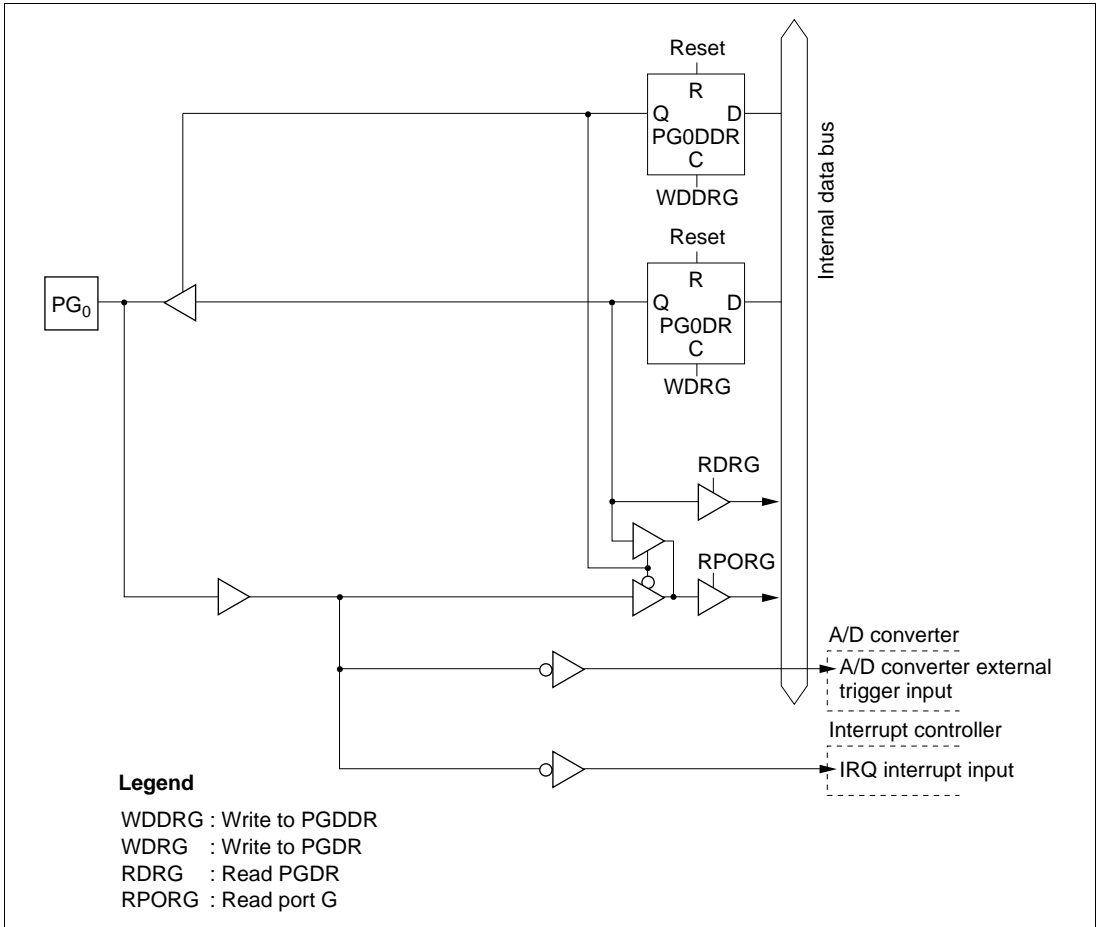 Reset
R
Q D
PG0DDR
C
WDDRG
Internal data bus
Reset
R
PG0
Q D
PG0DR
C
WDRG
RDRG
RPORG
A/D converter
A/D converter external
trigger input
Interrupt controller
IRQ interrupt input
Legend
WDDRG : Write to PGDDR
WDRG : Write to PGDR
RDRG : Read PGDR
RPORG : Read port G